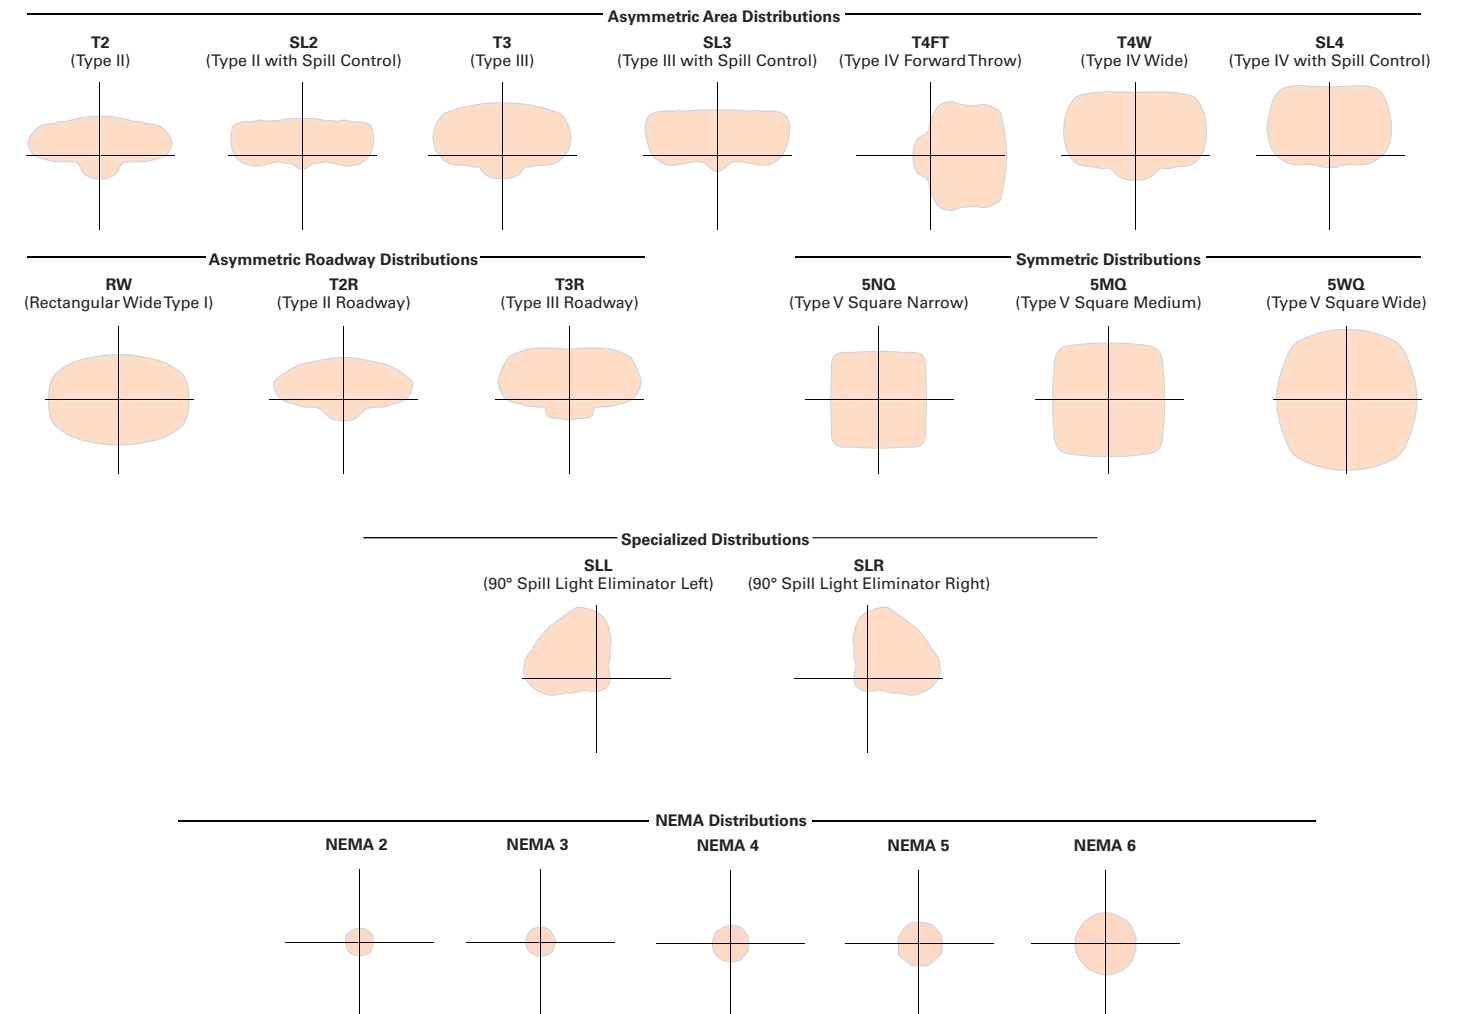 Asymmetric Area Distributions
T2 SL2 T3 SL3 T4FT T4W SL4
(Type II) (Type II with Spill Control) (Type III) (Type III with Spill Control) (Type IV Forward Throw) (Type IV Wide) (Type IV with Spill Control)
Asymmetric Roadway Distributions Symmetric Distributions
RW T2R T3R 5NQ 5MQ 5WQ
(Rectangular Wide Type I) (Type II Roadway) (Type III Roadway) (Type V Square Narrow) (Type V Square Medium) (Type V Square Wide)
Specialized Distributions
SLL SLR
(90° Spill Light Eliminator Left) (90° Spill Light Eliminator Right)
NEMA Distributions
NEMA 2 NEMA 3 NEMA 4 NEMA 5 NEMA 6